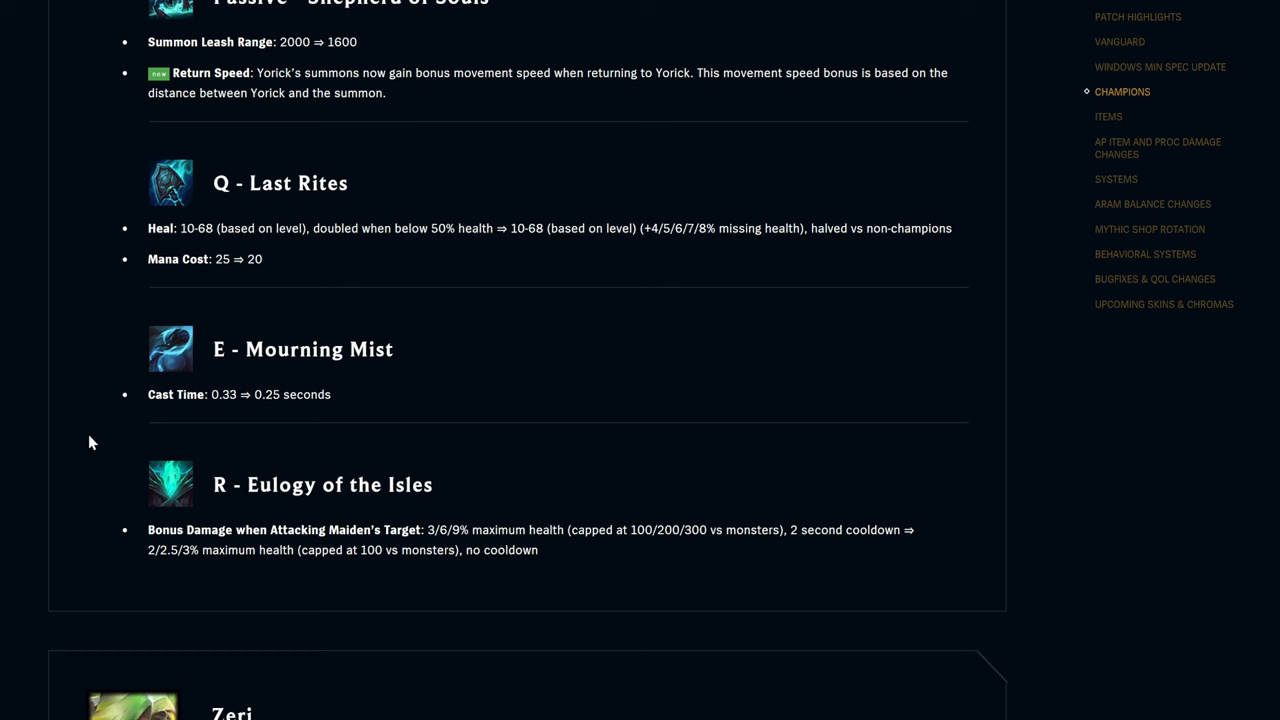 Passive - Shepherd of Souls
PATCH HIGHLIGHTS
Summon Leash Range: 2000 ⇒ 1600
VANGUARD
WINDOWS MIN SPEC UPDATE
new Return Speed: Yorick's summons now gain bonus movement speed when returning to Yorick. This movement speed bonus is based on the
distance between Yorick and the summon.
CHAMPIONS
ITEMS
AP ITEM AND PROC DAMAGE
CHANGES
SYSTEMS
Q - Last Rites
ARAM BALANCE CHANGES
Heal: 10-68 (based on level), doubled when below 50% health ⇒ 10-68 (based on level) (+4/5/6/7/8% missing health), halved vs non-champions
MYTHIC SHOP ROTATION
BEHAVIORAL SYSTEMS
Mana Cost: 25 ⇒ 20
BUGFIXES & QOL CHANGES
UPCOMING SKINS & CHROMAS
E - Mourning Mist
Cast Time: 0.33 ⇒ 0.25 seconds
R - Eulogy of the Isles
Bonus Damage when Attacking Maiden's Target: 3/6/9% maximum health (capped at 100/200/300 vs monsters), 2 second cooldown ⇒
2/2.5/3% maximum health (capped at 100 vs monsters), no cooldown
Zeri